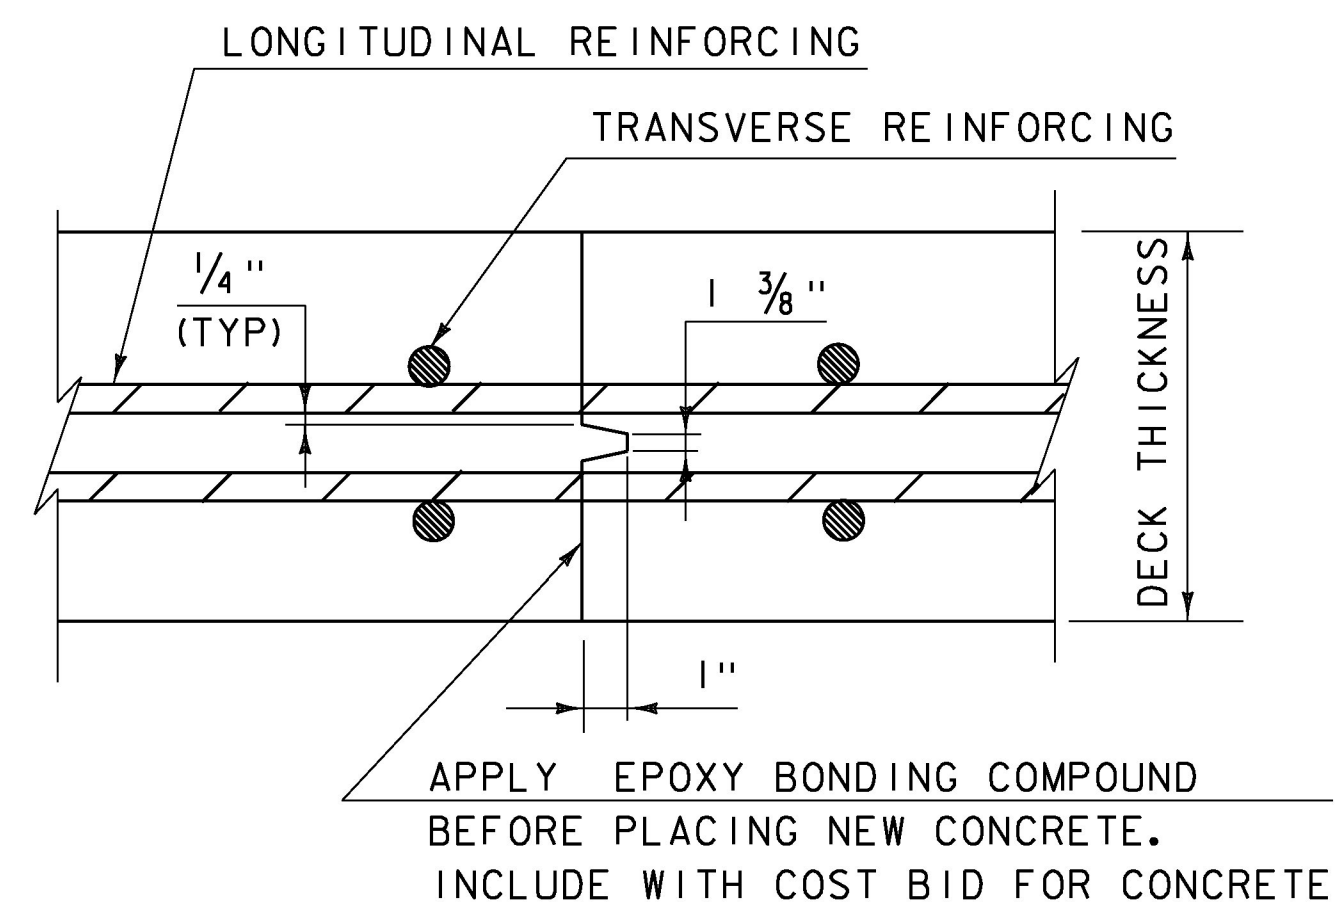 LONGITUDINAL REINFORCING
TRANSVERSE REINFORCING
1/4"
(TYP)
1 3/8"
DECK THICKNESS
1"
APPLY EPOXY BONDING COMPOUND
BEFORE PLACING NEW CONCRETE.
INCLUDE WITH COST BID FOR CONCRETE